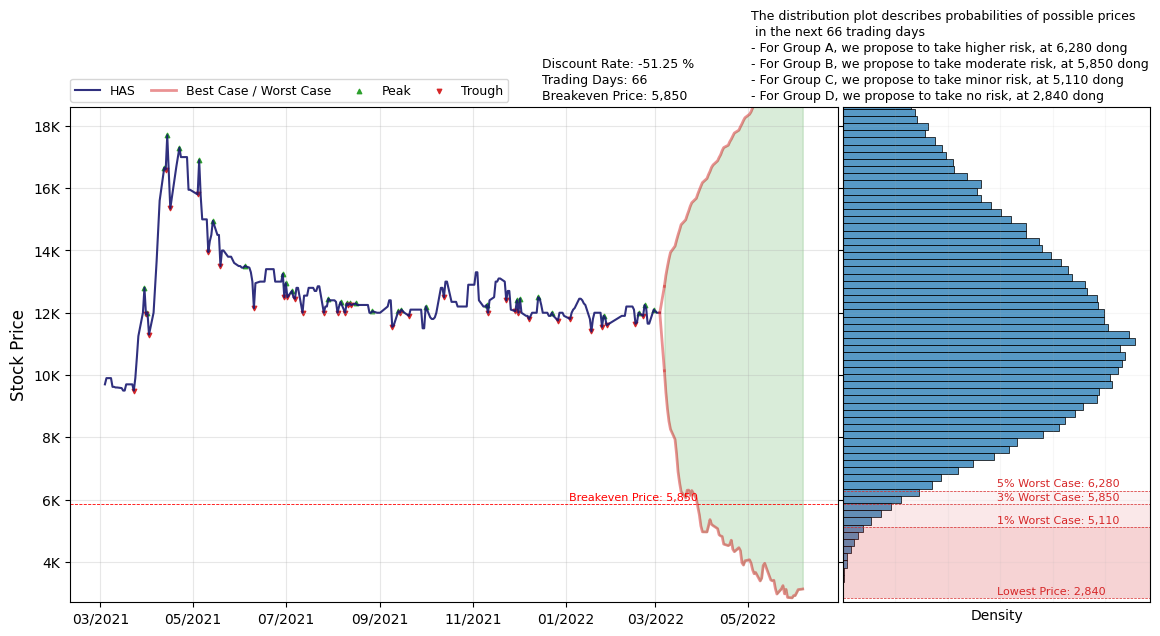 The distribution plot describes probabilities of possible prices
in the next 66 trading days
- For Group A, we propose to take higher risk, at 6,280 dong
- For Group B, we propose to take moderate risk, at 5,850 dong
- For Group C, we propose to take minor risk, at 5,110 dong
- For Group D, we propose to take no risk, at 2,840 dong
Discount Rate: -51.25 %
Trading Days: 66
Breakeven Price: 5,850
HAS
Best Case / Worst Case
Peak
Trough
Stock Price
18K
16K
14K
12K
10K
8K
6K
4K
Breakeven Price: 5,850
03/2021
05/2021
07/2021
09/2021
11/2021
01/2022
03/2022
05/2022
5% Worst Case: 6,280
3% Worst Case: 5,850
1% Worst Case: 5,110
Lowest Price: 2,840
Density